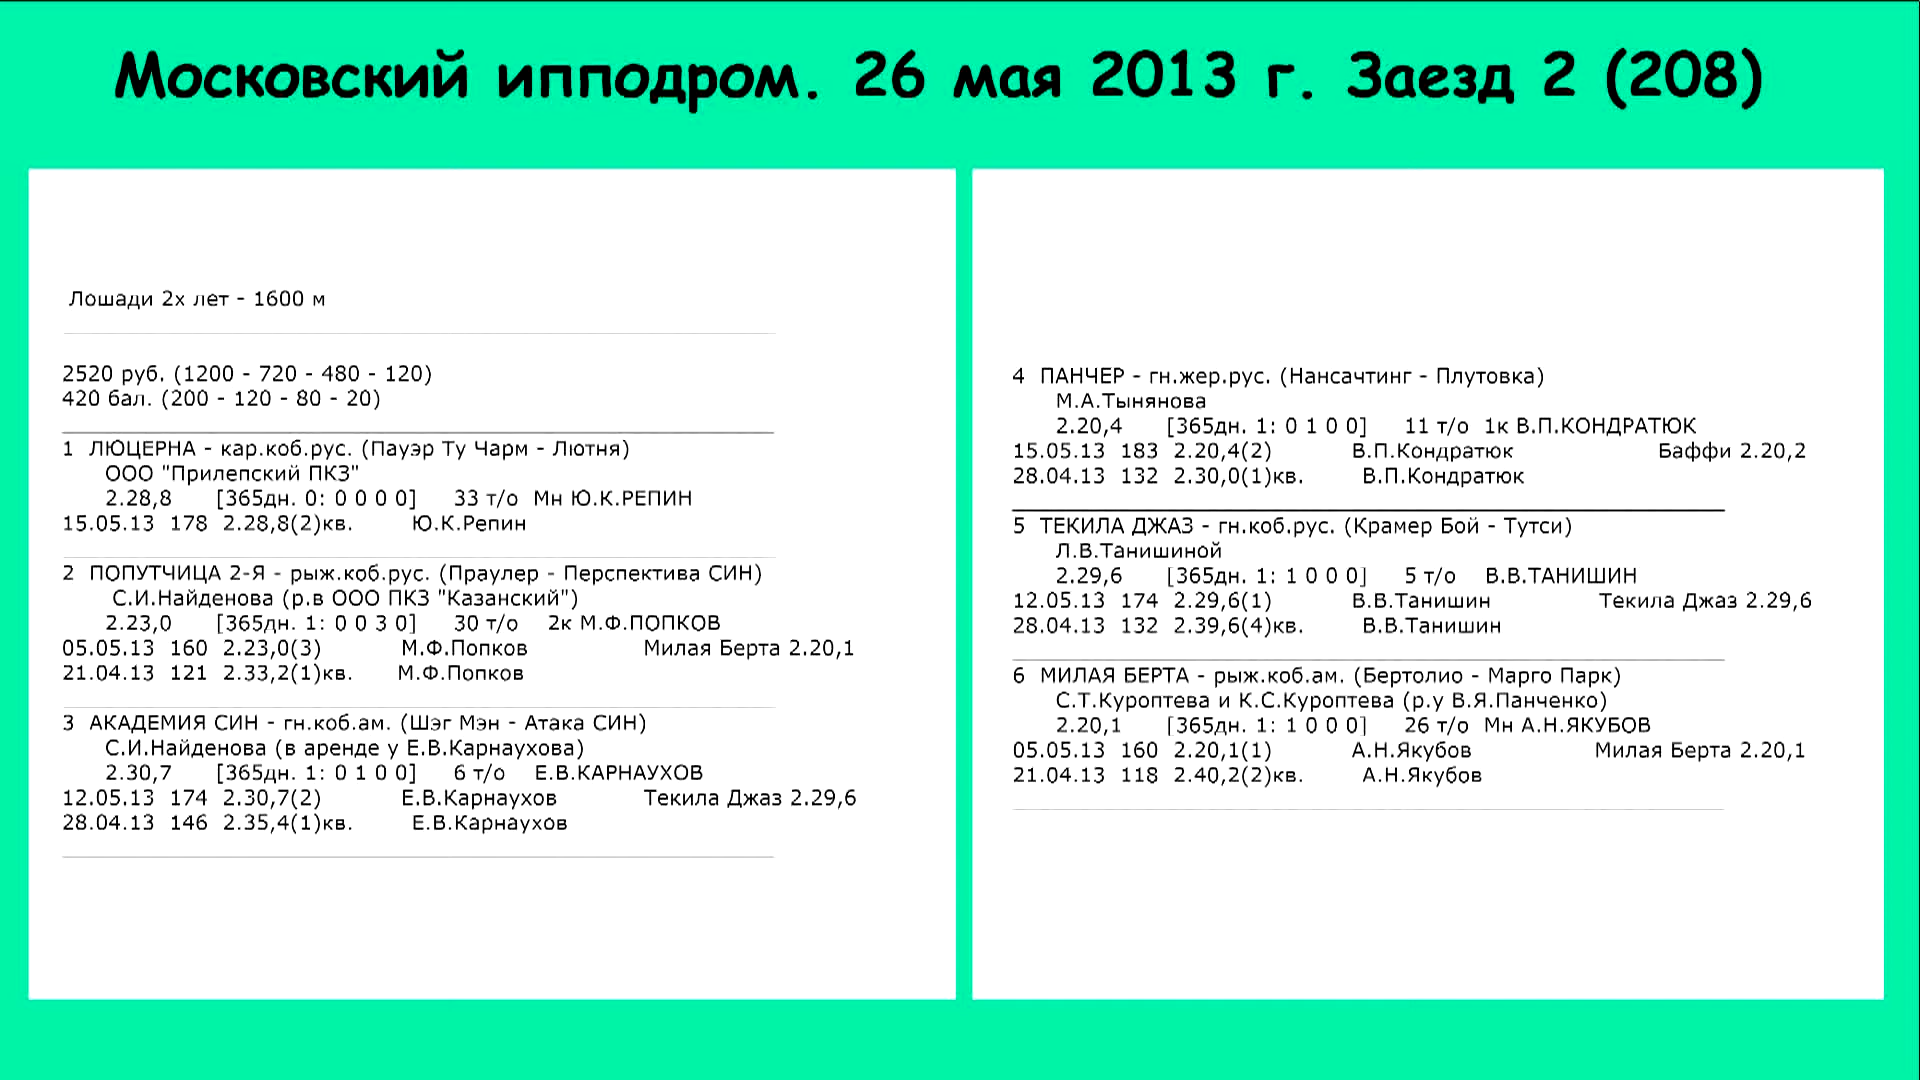 Московский ипподром. 26 мая 2013 г. Заезд 2 (208)
Лошади 2х лет - 1600 м
2520 руб. (1200 - 720 - 480 - 120)
420 бал. (200 - 120 - 80 - 20)
1 ЛЮЦЕРНА - кар.коб.рус. (Пауэр Ту Чарм - Лютня)
ООО "Прилепский ПКЗ"
2.28,8 [365дн. 0: 0 0 0 0] 33 т/о Мн Ю.К.РЕПИН
15.05.13 178 2.28,8(2)кв. Ю.К.Репин
2 ПОПУТЧИЦА 2-Я - рыж.коб.рус. (Праулер - Перспектива СИН)
С.И.Найденова (р.в ООО ПКЗ "Казанский")
2.23,0 [365дн. 1: 0 0 3 0] 30 т/о 2к М.Ф.ПОПКОВ
05.05.13 160 2.23,0(3) М.Ф.Попков Милая Берта 2.20,1
21.04.13 121 2.33,2(1)кв. М.Ф.Попков
3 АКАДЕМИЯ СИН - гн.коб.ам. (Шэг Мэн - Атака СИН)
С.И.Найденова (в аренде у Е.В.Карнаухова)
2.30,7 [365дн. 1: 0 1 0 0] 6 т/о Е.В.КАРНАУХОВ
12.05.13 174 2.30,7(2) Е.В.Карнаухов Текила Джаз 2.29,6
28.04.13 146 2.35,4(1)кв. Е.В.Карнаухов
4 ПАНЧЕР - гн.жер.рус. (Нансачтинг - Плутовка)
М.А.Тынянова
2.20,4 [365дн. 1: 0 1 0 0] 11 т/о 1к В.П.КОНДРАТЮК
15.05.13 183 2.20,4(2) В.П.Кондратюк Баффи 2.20,2
28.04.13 132 2.30,0(1)кв. В.П.Кондратюк
5 ТЕКИЛА ДЖАЗ - гн.коб.рус. (Крамер Бой - Тутси)
Л.В.Танишиной
2.29,6 [365дн. 1: 1 0 0 0] 5 т/о В.В.ТАНИШИН
12.05.13 174 2.29,6(1) В.В.Танишин Текила Джаз 2.29,6
28.04.13 132 2.39,6(4)кв. В.В.Танишин
6 МИЛАЯ БЕРТА - рыж.коб.ам. (Бертолио - Марго Парк)
С.Т.Куроптева и К.С.Куроптева (р.у В.Я.Панченко)
2.20,1 [365дн. 1: 1 0 0 0] 26 т/о Мн А.Н.ЯКУБОВ
05.05.13 160 2.20,1(1) А.Н.Якубов Милая Берта 2.20,1
21.04.13 118 2.40,2(2)кв. А.Н.Якубов